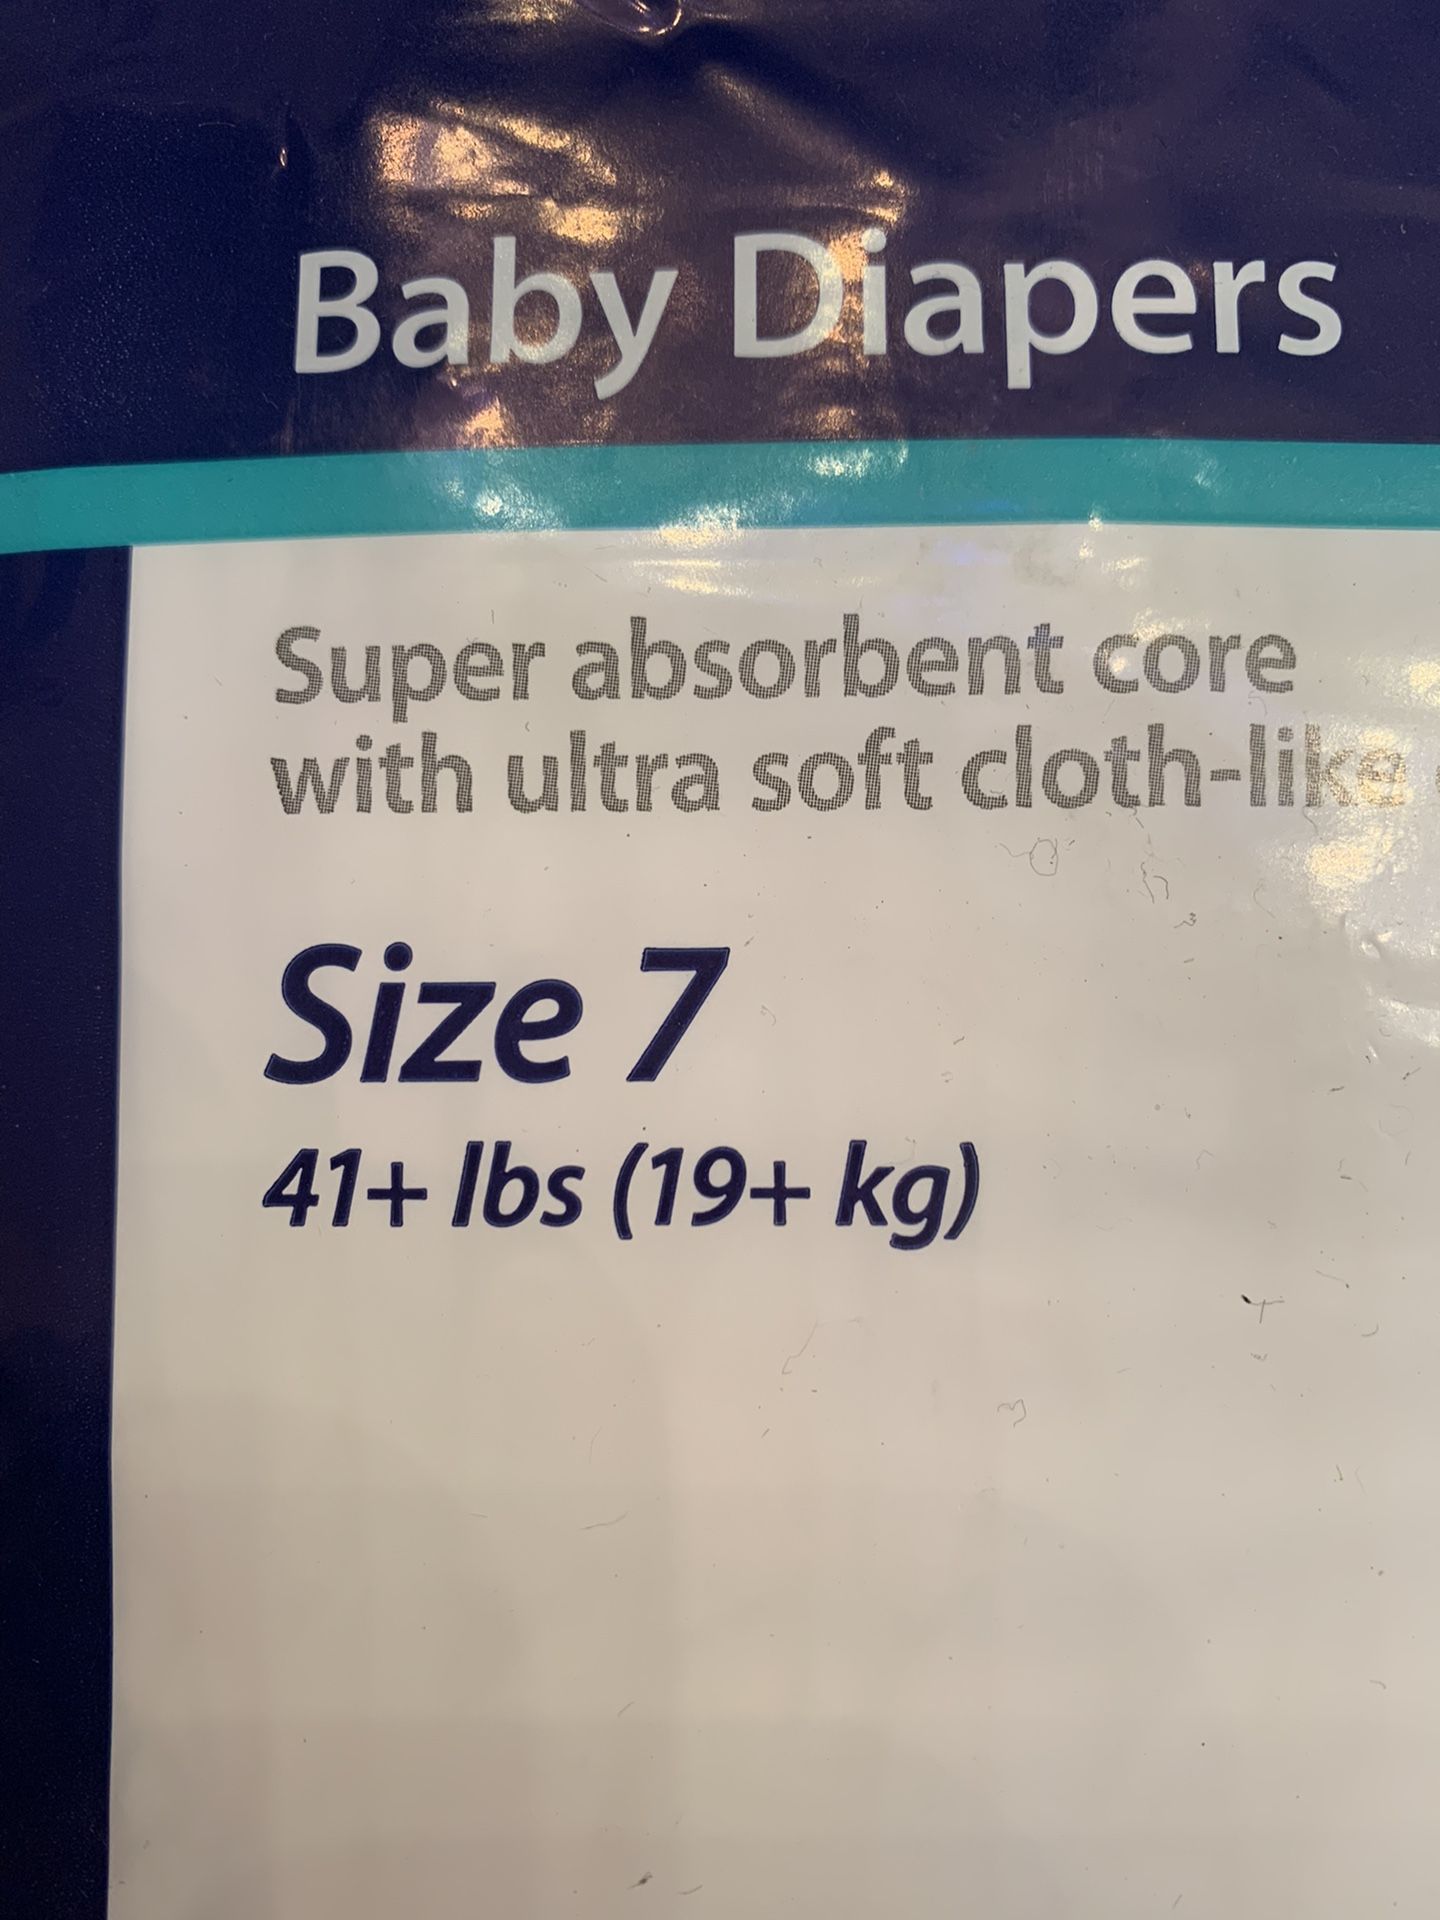 Baby Diapers
Super absorbent core
with ultra soft cloth-like
Size 7
41+ lbs (19+ kg)